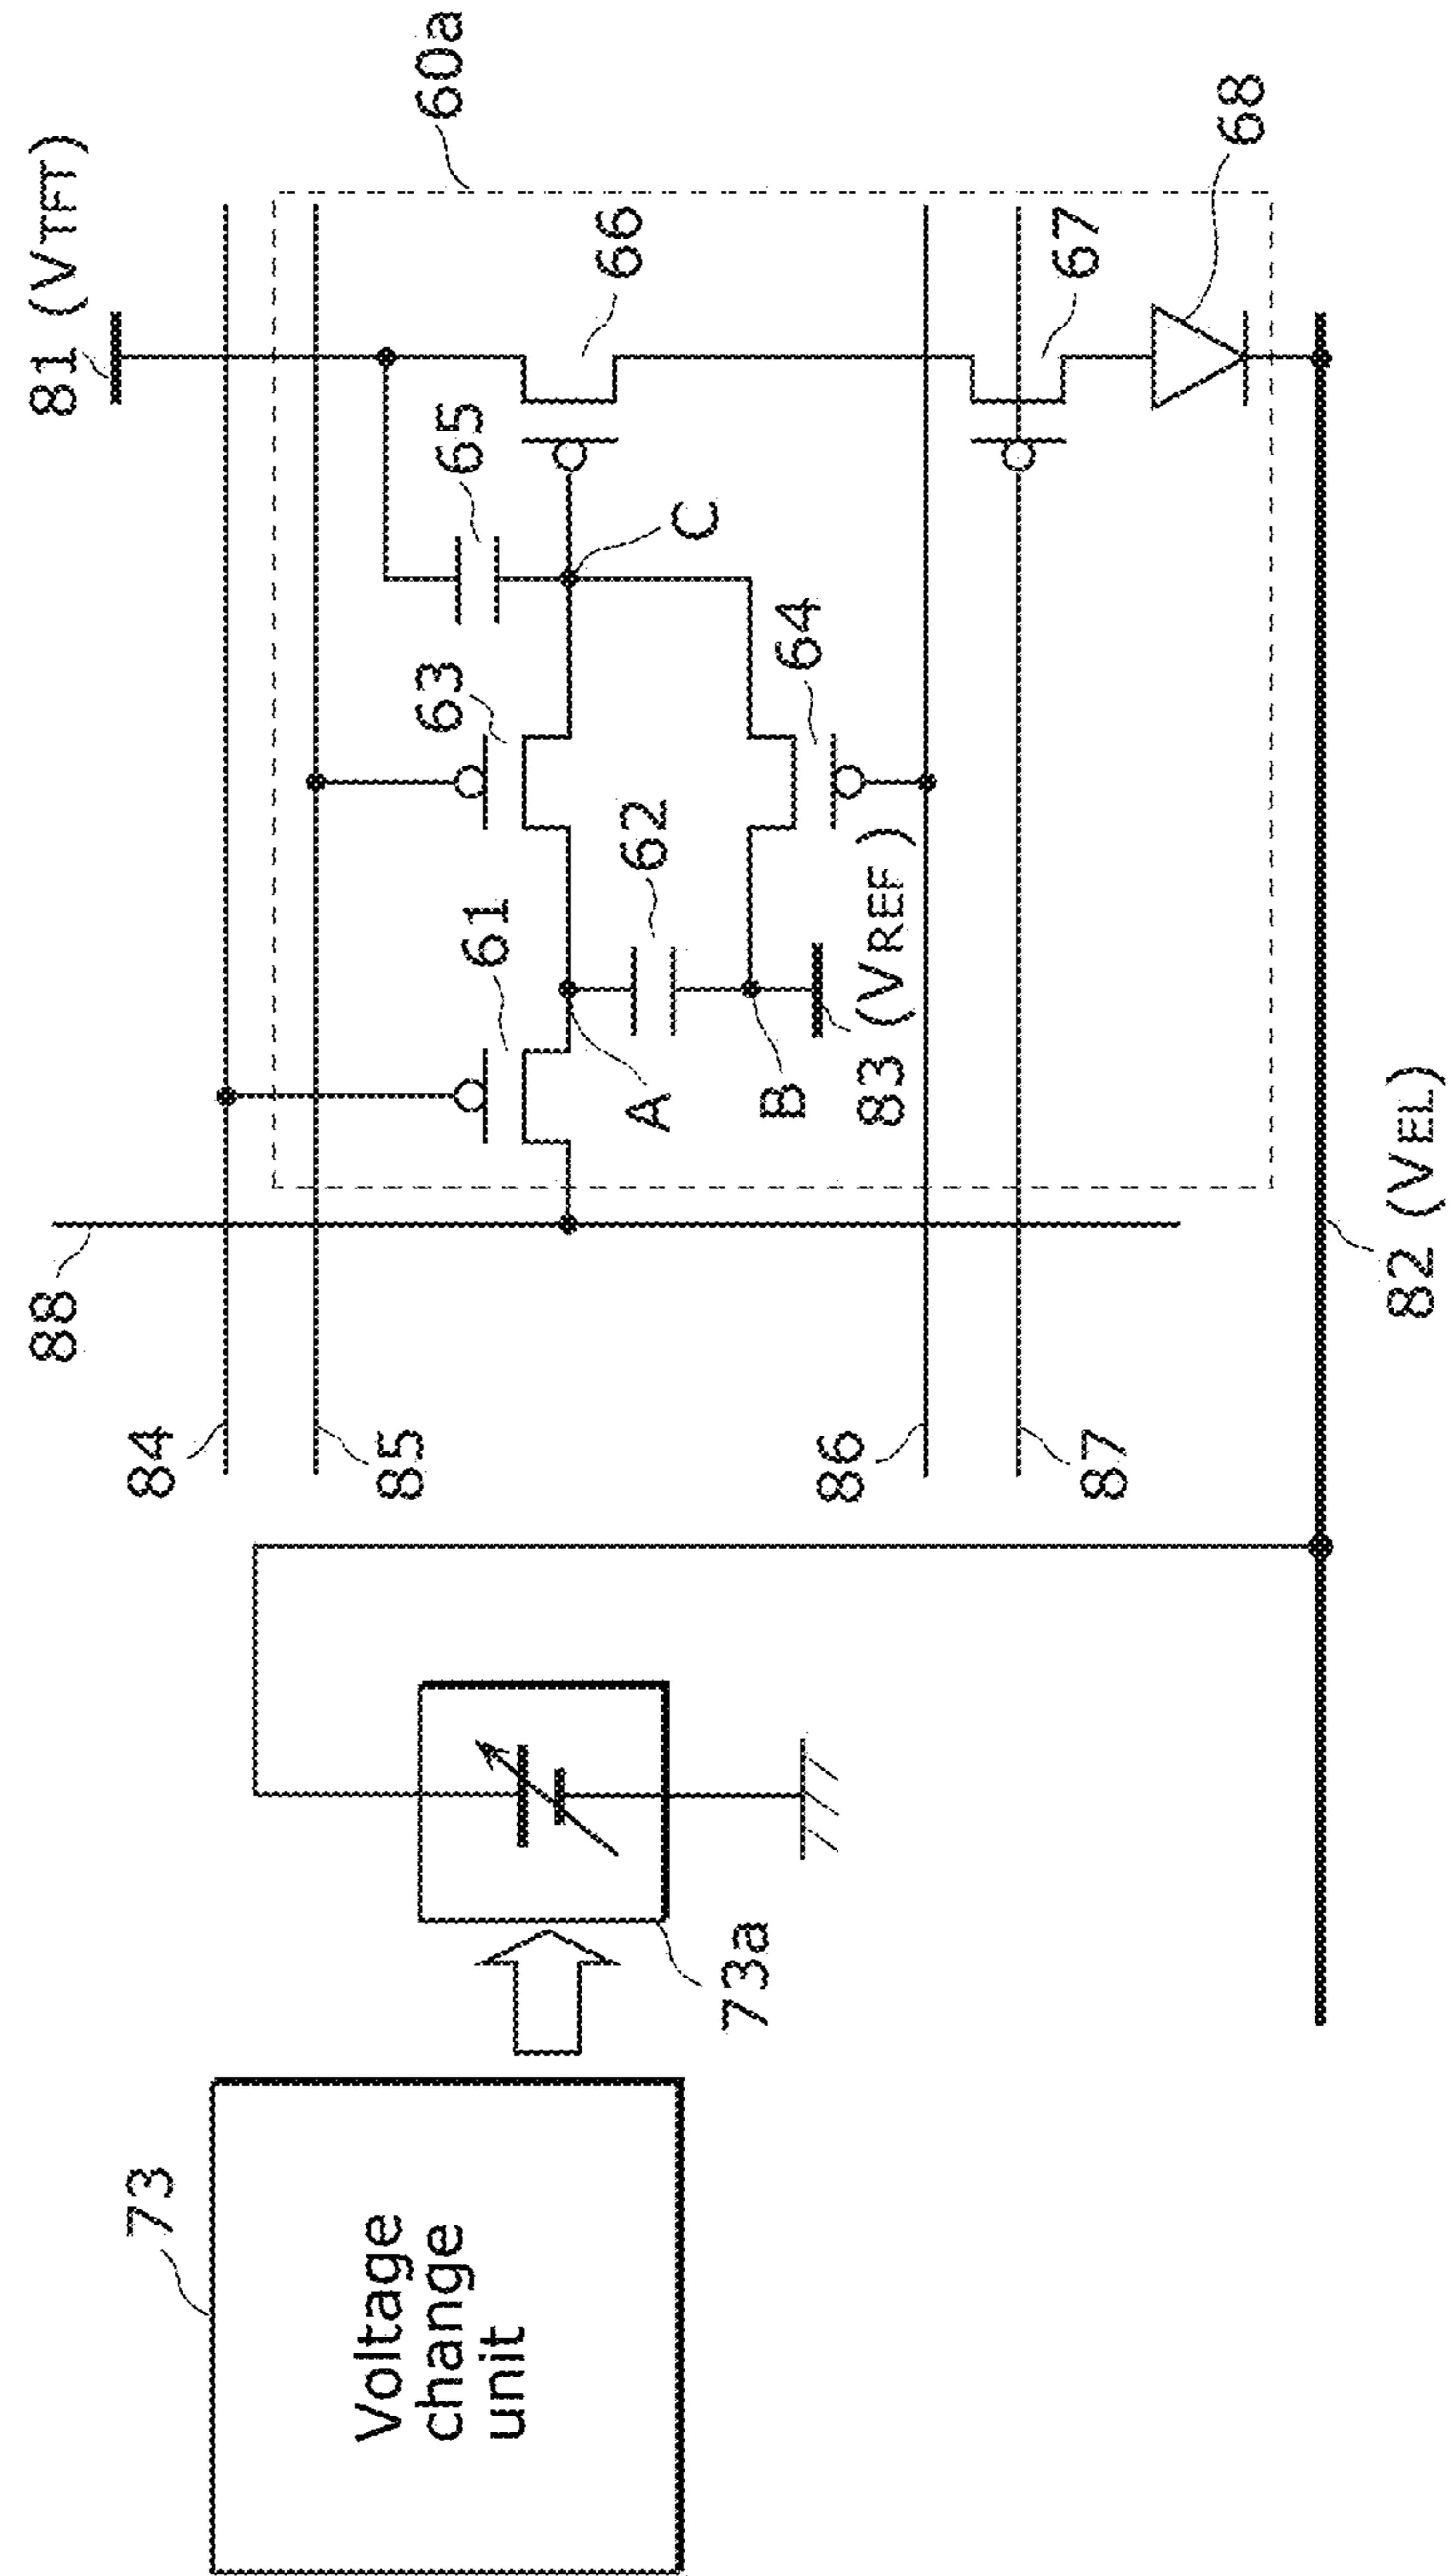 73
Voltage
change
unit
73a
88
84
85
86
87
81 (VTFT)
60a
61
62
63
64
65
66
67
68
A
B
C
83 (VREF)
82 (VEL)